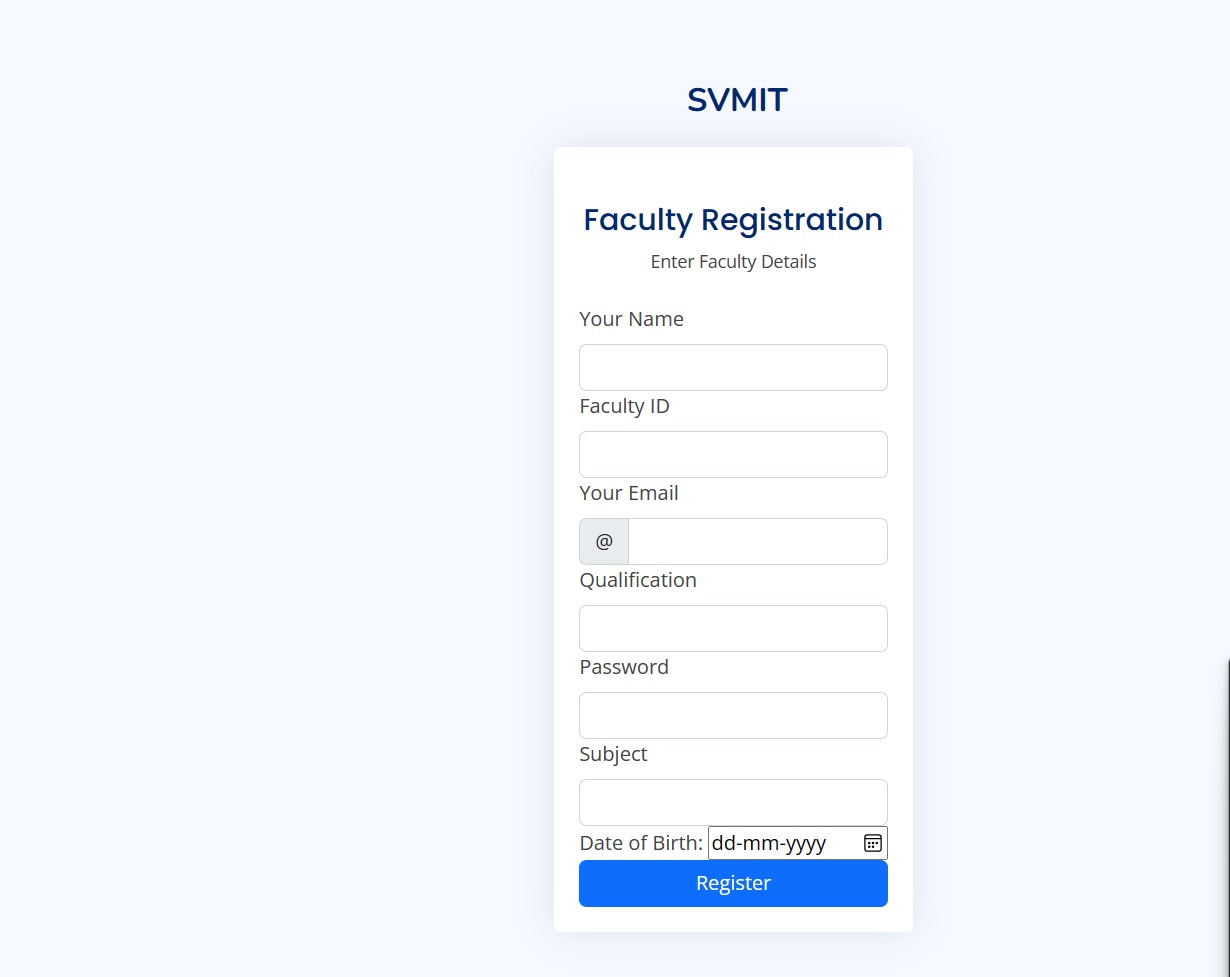 SVMIT
Faculty Registration
Enter Faculty Details
Your Name
Faculty ID
Your Email
@
Qualification
Password
Subject
Date of Birth: dd-mm-yyyy
Register